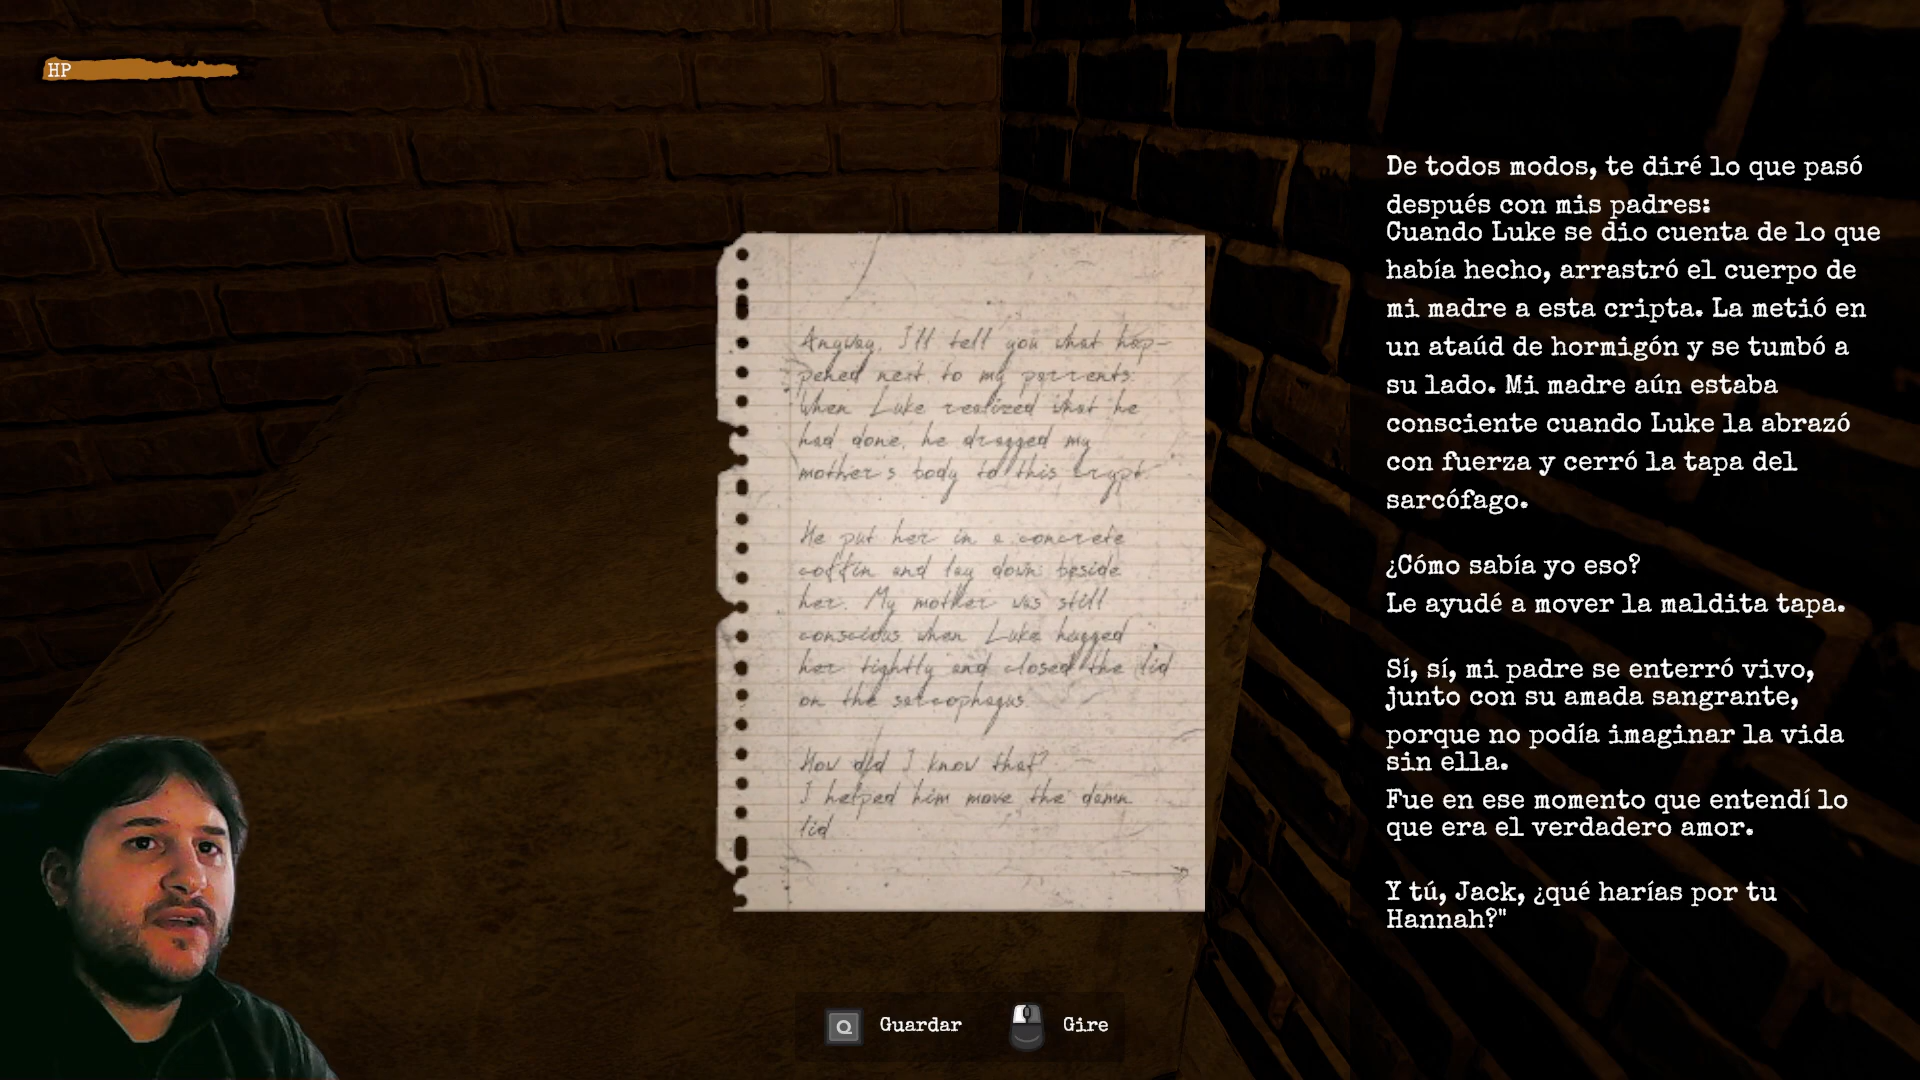 HP
Anyway, I'll tell you what hap-
pened next to my parrents:
When Luke realized what he
had done, he dragged my
mother's body to this crypt.
He put her in a concrete
coffin and lay down beside
her. My mother was still
conscious when Luke hugged
her tightly and closed the lid
on the sarcophagus.
How did I know that?
I helped him move the damn
lid
De todos modos, te diré lo que pasó
después con mis padres:
Cuando Luke se dio cuenta de lo que
había hecho, arrastró el cuerpo de
mi madre a esta cripta. La metió en
un ataúd de hormigón y se tumbó a
su lado. Mi madre aún estaba
consciente cuando Luke la abrazó
con fuerza y cerró la tapa del
sarcófago.
¿Cómo sabía yo eso?
Le ayudé a mover la maldita tapa.
Sí, sí, mi padre se enterró vivo,
junto con su amada sangrante,
porque no podía imaginar la vida
sin ella.
Fue en ese momento que entendí lo
que era el verdadero amor.
Y tú, Jack, ¿qué harías por tu
Hannah?"
Q Guardar Gire